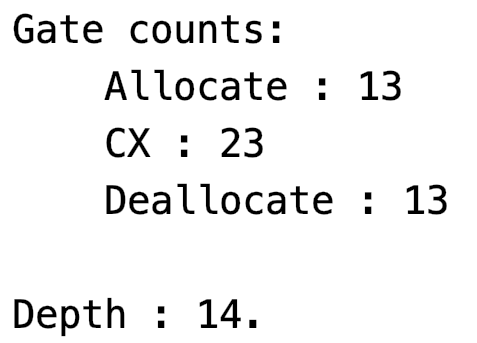 Gate counts:
Allocate : 13
CX : 23
Deallocate : 13
Depth : 14.